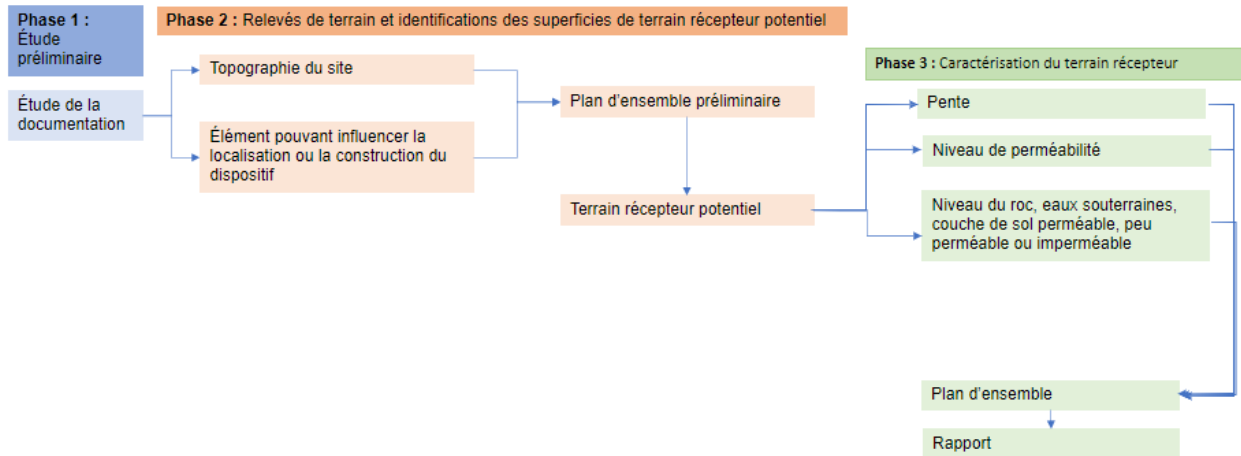 Phase 1 :
Étude
préliminaire
Phase 2 : Relevés de terrain et identifications des superficies de terrain récepteur potentiel
Phase 3 : Caractérisation du terrain récepteur
Étude de la
documentation
Topographie du site
Élément pouvant influencer la
localisation ou la construction du
dispositif
Plan d'ensemble préliminaire
Terrain récepteur potentiel
Pente
Niveau de perméabilité
Niveau du roc, eaux souterraines,
couche de sol perméable, peu
perméable ou imperméable
Plan d'ensemble
Rapport